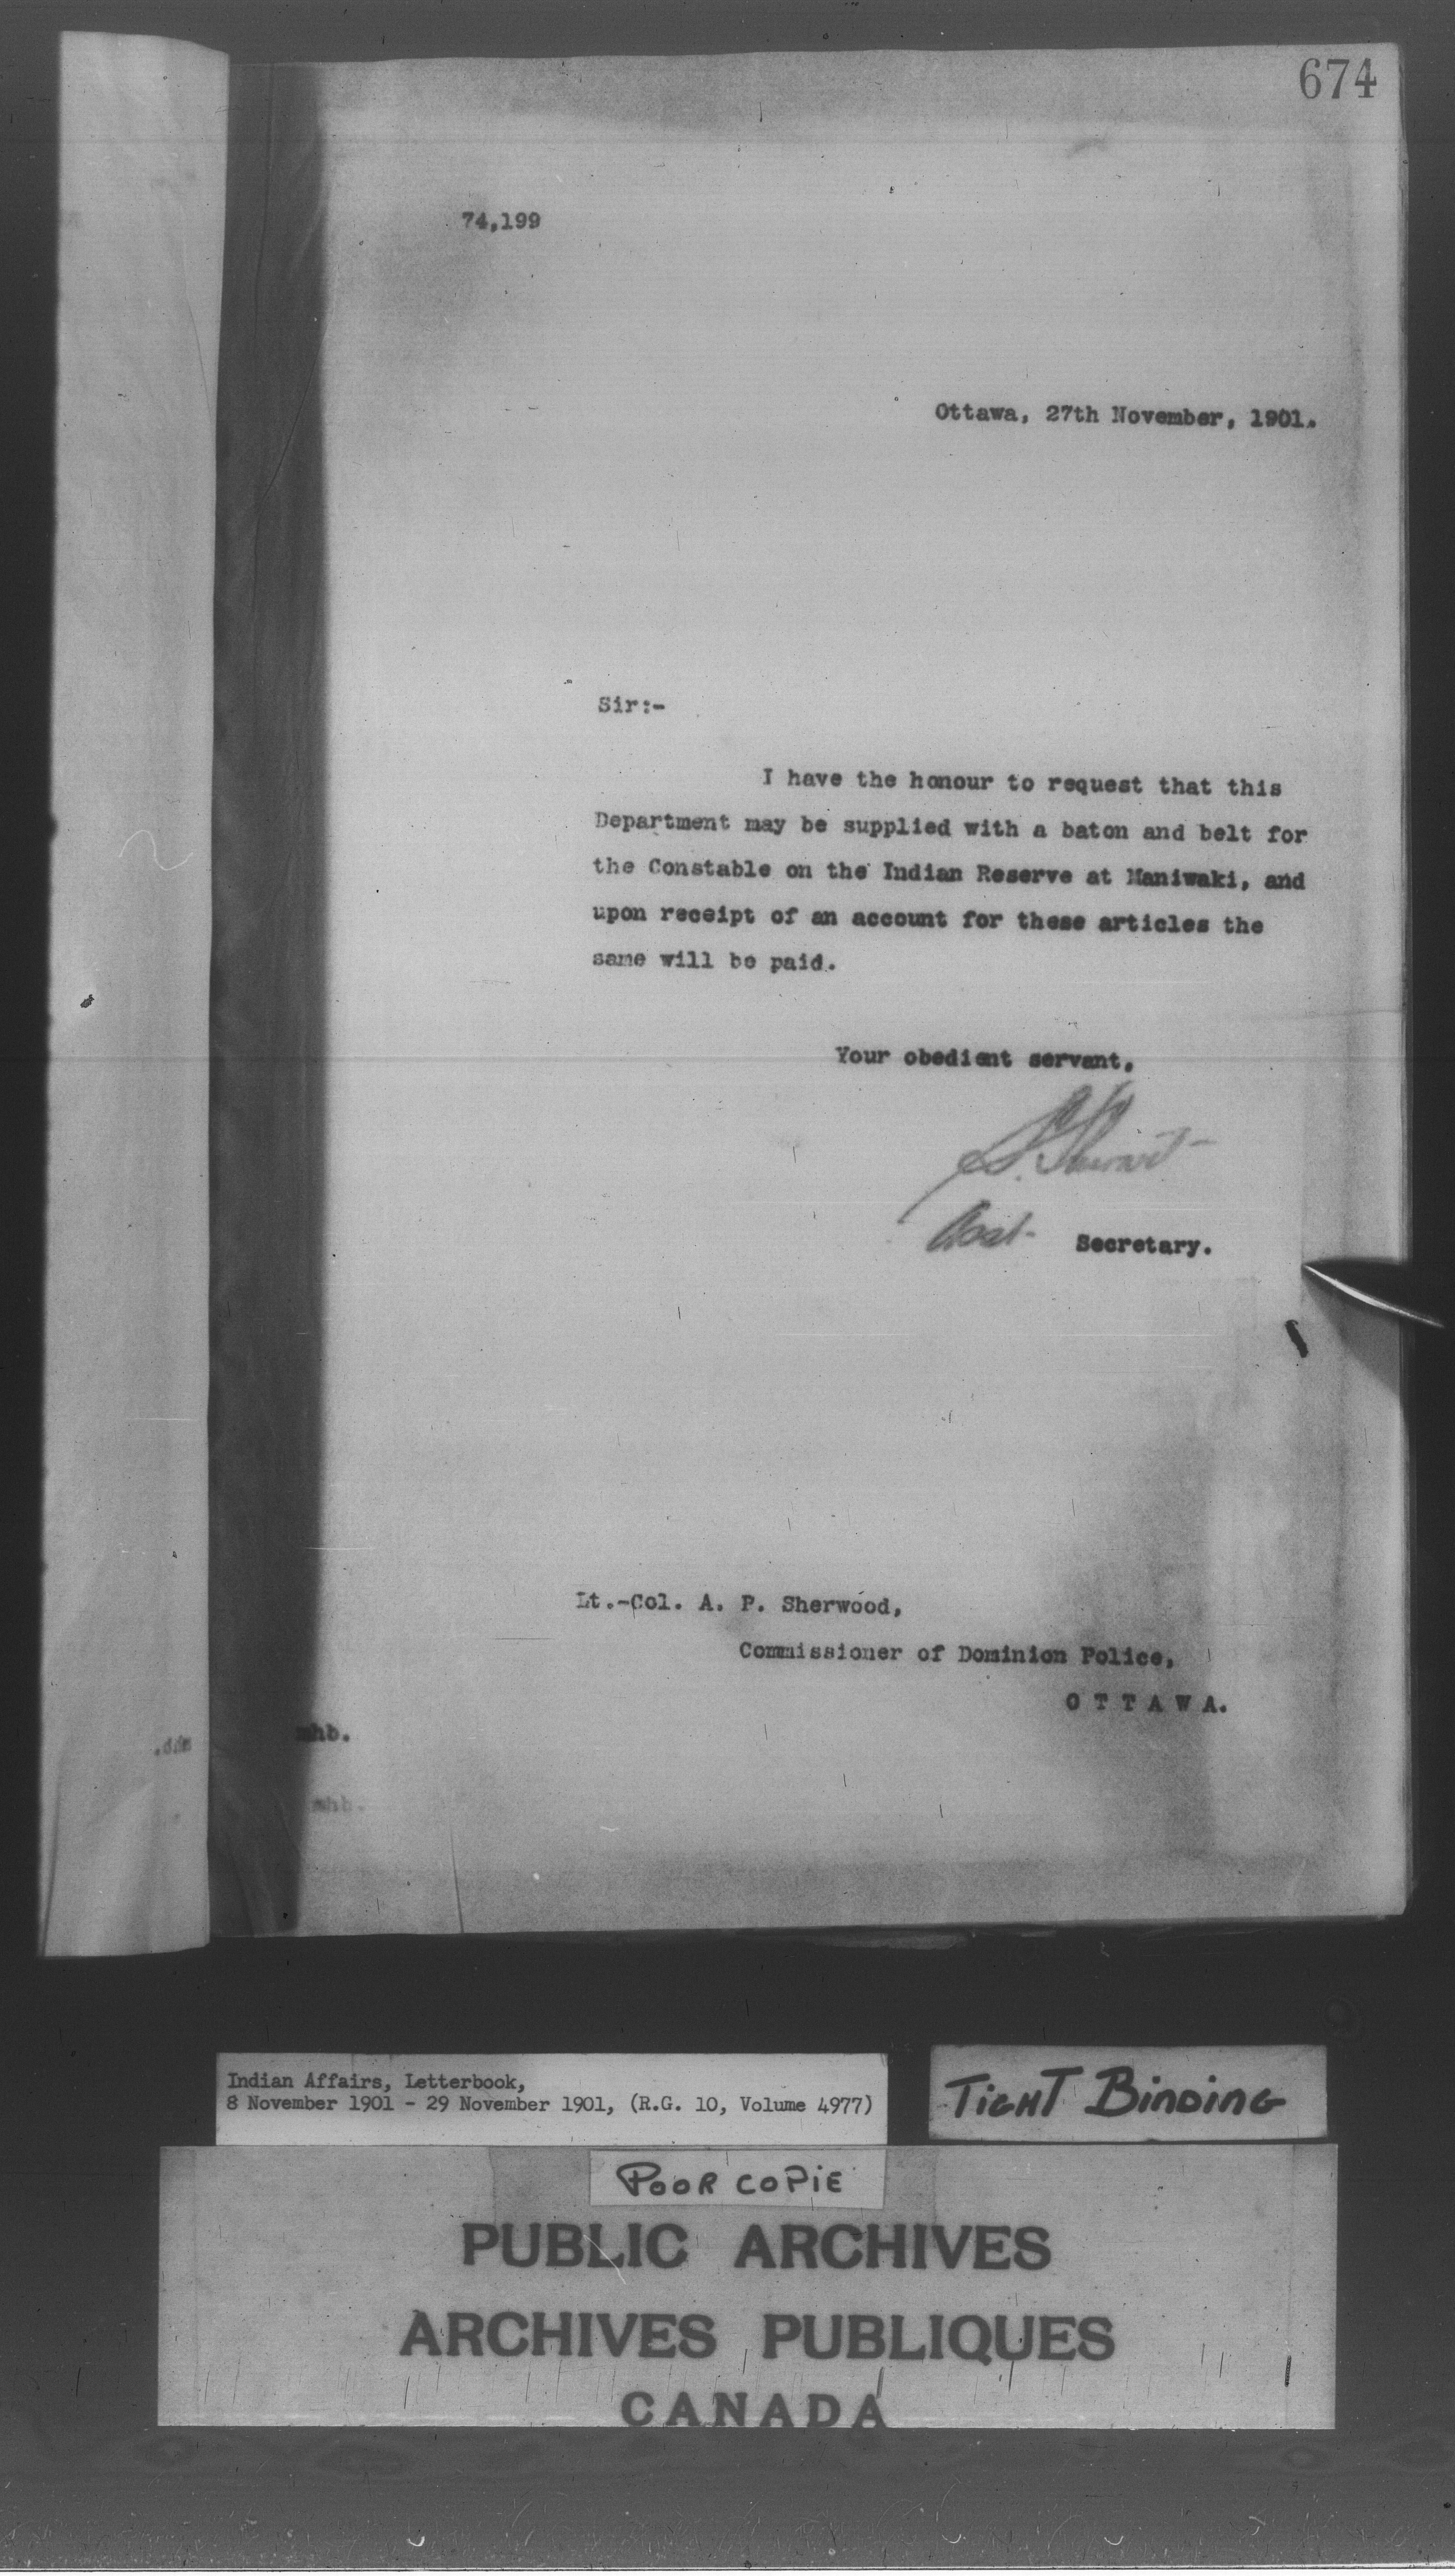 674
74,199
Ottawa, 27th November, 1901.
Sir:-
I have the honour to request that this
Department may be supplied with a baton and belt for
the Constable on the Indian Reserve at Maniwaki, and
upon receipt of an account for these articles the
same will be paid.
Your obedient servant,
S. Stewart
Asst. Secretary.
Lt.-Col. A. P. Sherwood,
Commissioner of Dominion Police,
O T T A W A.
mhb.
mhb.
Indian Affairs, Letterbook,
8 November 1901 - 29 November 1901, (R.G. 10, Volume 4977)
TIGHT BINDING
POOR COPIE
PUBLIC ARCHIVES
ARCHIVES PUBLIQUES
CANADA